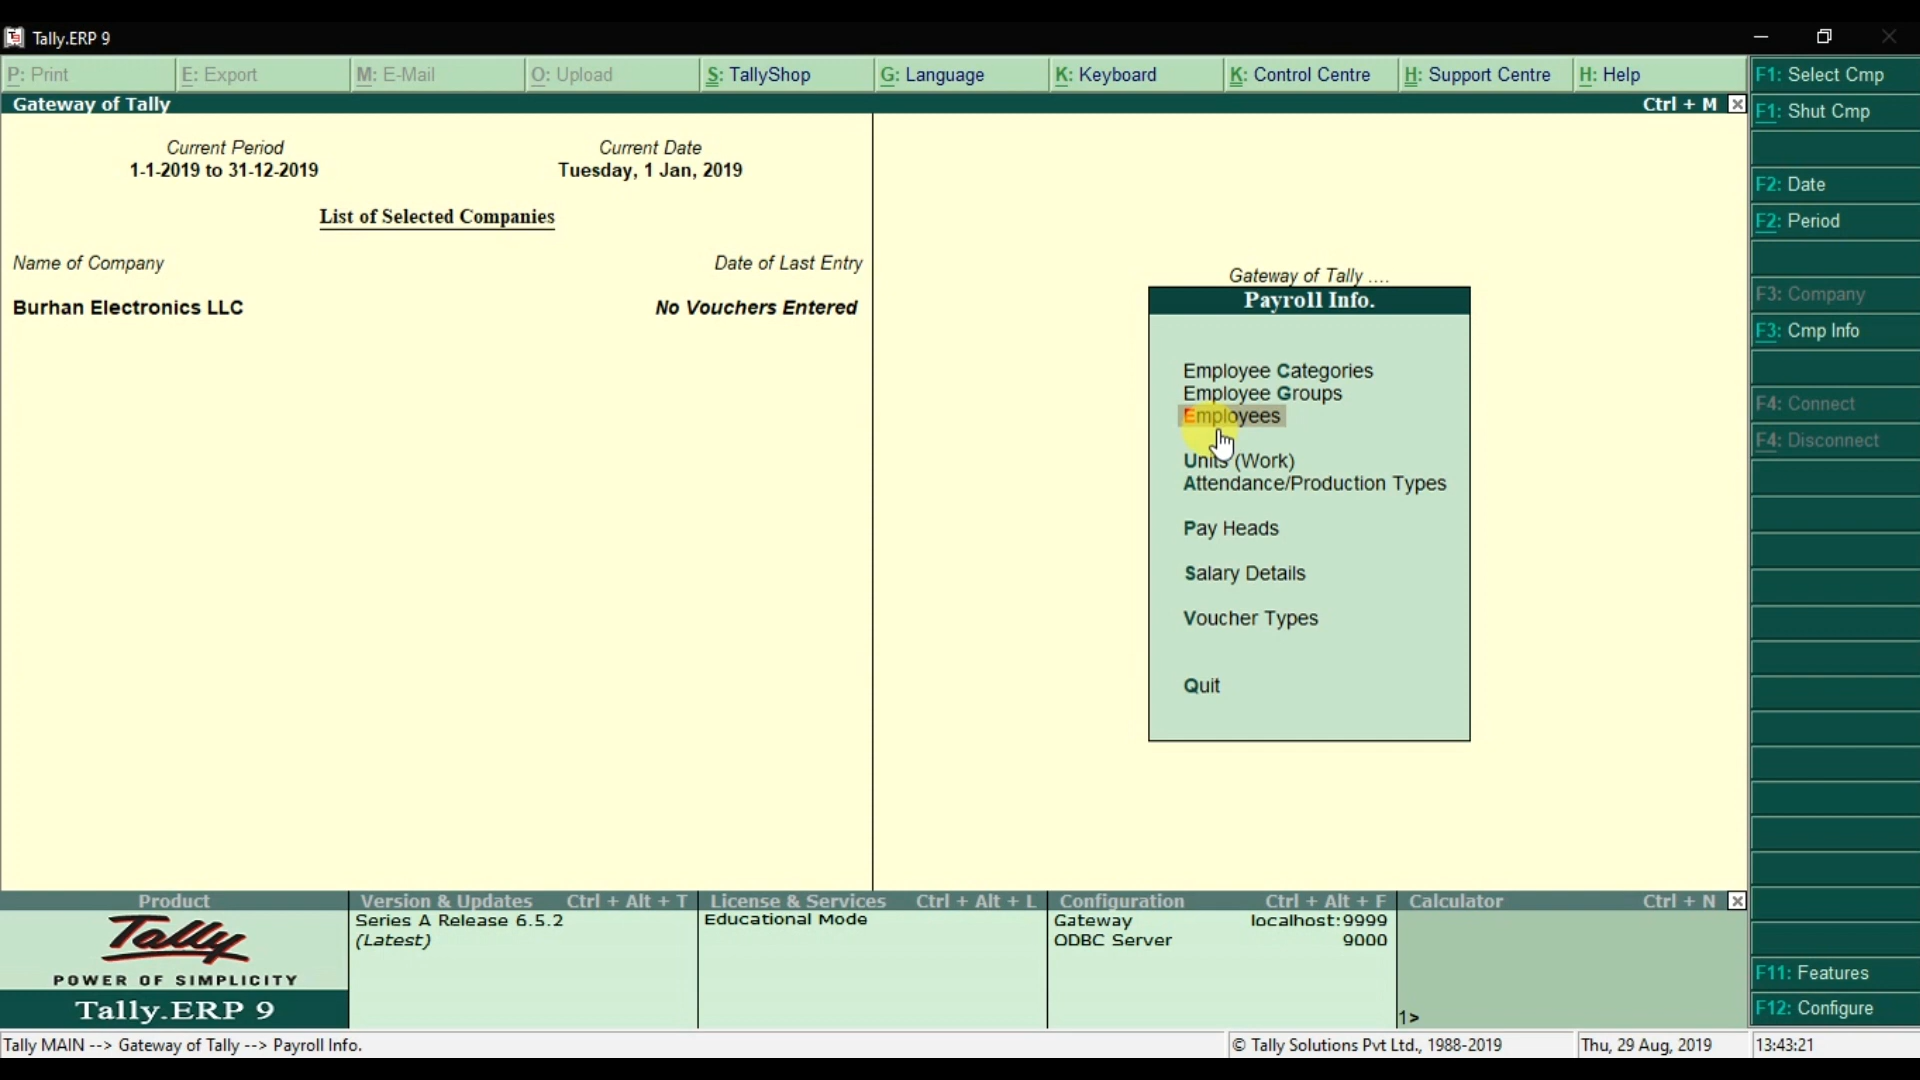 Tally.ERP 9
P: Print E: Export M: E-Mail O: Upload S: TallyShop G: Language K: Keyboard K: Control Centre H: Support Centre H: Help
Gateway of Tally Ctrl + M
Current Period Current Date
1-1-2019 to 31-12-2019 Tuesday, 1 Jan, 2019
List of Selected Companies
Name of Company Date of Last Entry
Burhan Electronics LLC No Vouchers Entered
Gateway of Tally ....
Payroll Info.
Employee Categories
Employee Groups
Employees
Units (Work)
Attendance/Production Types
Pay Heads
Salary Details
Voucher Types
Quit
F1: Select Cmp
F1: Shut Cmp
F2: Date
F2: Period
F3: Company
F3: Cmp Info
F4: Connect
F4: Disconnect
F11: Features
F12: Configure
Product
Tally
POWER OF SIMPLICITY
Tally.ERP 9
Version & Updates Ctrl + Alt + T
Series A Release 6.5.2
(Latest)
License & Services Ctrl + Alt + L
Educational Mode
Configuration Ctrl + Alt + F
Gateway localhost:9999
ODBC Server 9000
Calculator Ctrl + N
1>
Tally MAIN --> Gateway of Tally --> Payroll Info. © Tally Solutions Pvt Ltd., 1988-2019 Thu, 29 Aug, 2019 13:43:21